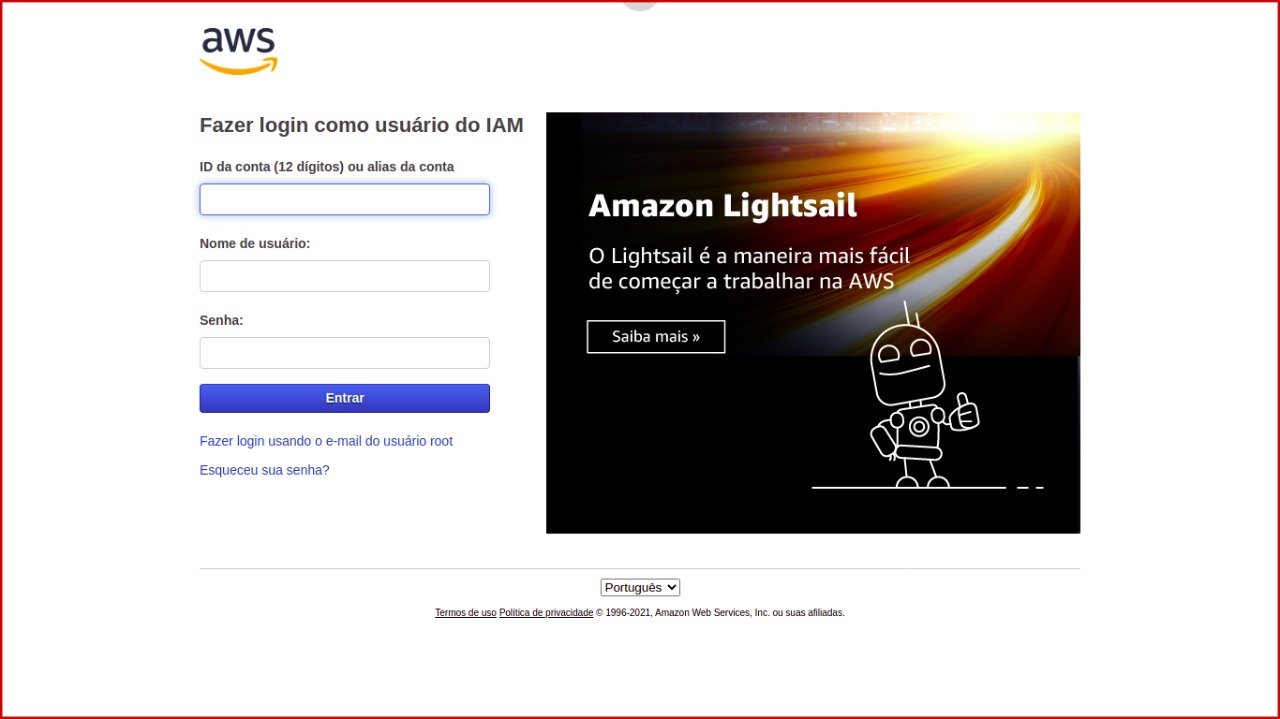 aws
Fazer login como usuário do IAM
ID da conta (12 dígitos) ou alias da conta
Nome de usuário:
Senha:
Entrar
Fazer login usando o e-mail do usuário root
Esqueceu sua senha?
Amazon Lightsail
O Lightsail é a maneira mais fácil
de começar a trabalhar na AWS
Saiba mais »
Português
Termos de uso Política de privacidade © 1996-2021, Amazon Web Services, Inc. ou suas afiliadas.